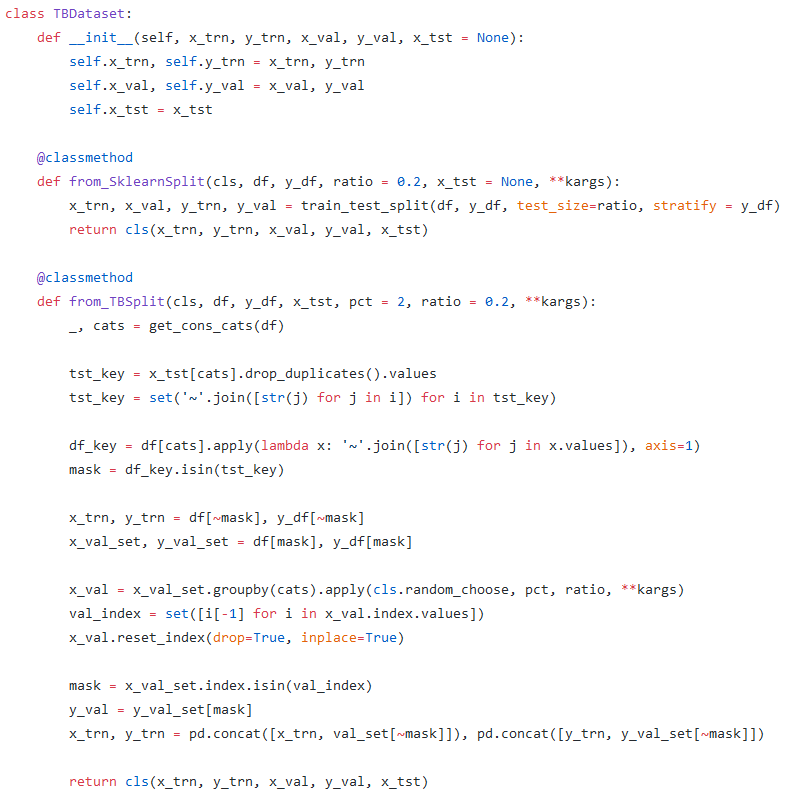 class TBDataset:
    def __init__(self, x_trn, y_trn, x_val, y_val, x_tst = None):
        self.x_trn, self.y_trn = x_trn, y_trn
        self.x_val, self.y_val = x_val, y_val
        self.x_tst = x_tst

    @classmethod
    def from_SklearnSplit(cls, df, y_df, ratio = 0.2, x_tst = None, **kargs):
        x_trn, x_val, y_trn, y_val = train_test_split(df, y_df, test_size=ratio, stratify = y_df)
        return cls(x_trn, y_trn, x_val, y_val, x_tst)

    @classmethod
    def from_TBSplit(cls, df, y_df, x_tst, pct = 2, ratio = 0.2, **kargs):
        _, cats = get_cons_cats(df)

        tst_key = x_tst[cats].drop_duplicates().values
        tst_key = set('~'.join([str(j) for j in i]) for i in tst_key)

        df_key = df[cats].apply(lambda x: '~'.join([str(j) for j in x.values]), axis=1)
        mask = df_key.isin(tst_key)

        x_trn, y_trn = df[~mask], y_df[~mask]
        x_val_set, y_val_set = df[mask], y_df[mask]

        x_val = x_val_set.groupby(cats).apply(cls.random_choose, pct, ratio, **kargs)
        val_index = set([i[-1] for i in x_val.index.values])
        x_val.reset_index(drop=True, inplace=True)

        mask = x_val_set.index.isin(val_index)
        y_val = y_val_set[mask]
        x_trn, y_trn = pd.concat([x_trn, val_set[~mask]]), pd.concat([y_trn, y_val_set[~mask]])

        return cls(x_trn, y_trn, x_val, y_val, x_tst)